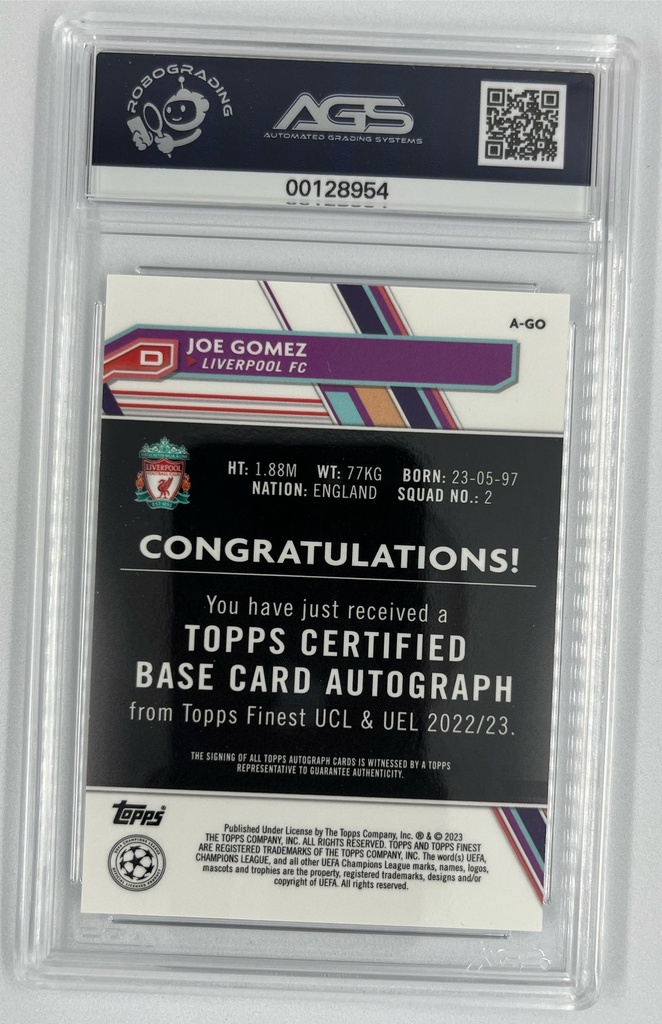 ROBOGRADING
AGS
AUTOMATED GRADING SYSTEMS
00128954
A-GO
D
JOE GOMEZ
LIVERPOOL FC
LIVERPOOL
FOOTBALL CLUB
EST·1892
HT: 1.88M WT: 77KG BORN: 23-05-97
NATION: ENGLAND SQUAD NO.: 2
CONGRATULATIONS!
You have just received a
TOPPS CERTIFIED
BASE CARD AUTOGRAPH
from Topps Finest UCL & UEL 2022/23.
THE SIGNING OF ALL TOPPS AUTOGRAPH CARDS IS WITNESSED BY A TOPPS
REPRESENTATIVE TO GUARANTEE AUTHENTICITY.
Topps®
Published Under License by The Topps Company, Inc. ® & © 2023
THE TOPPS COMPANY, INC. ALL RIGHTS RESERVED. TOPPS AND TOPPS FINEST
ARE REGISTERED TRADEMARKS OF THE TOPPS COMPANY, INC. The word(s) UEFA,
CHAMPIONS LEAGUE, and all other UEFA Champions League marks, names, logos,
mascots and trophies are the property, registered trademarks, designs and/or
copyright of UEFA. All rights reserved.